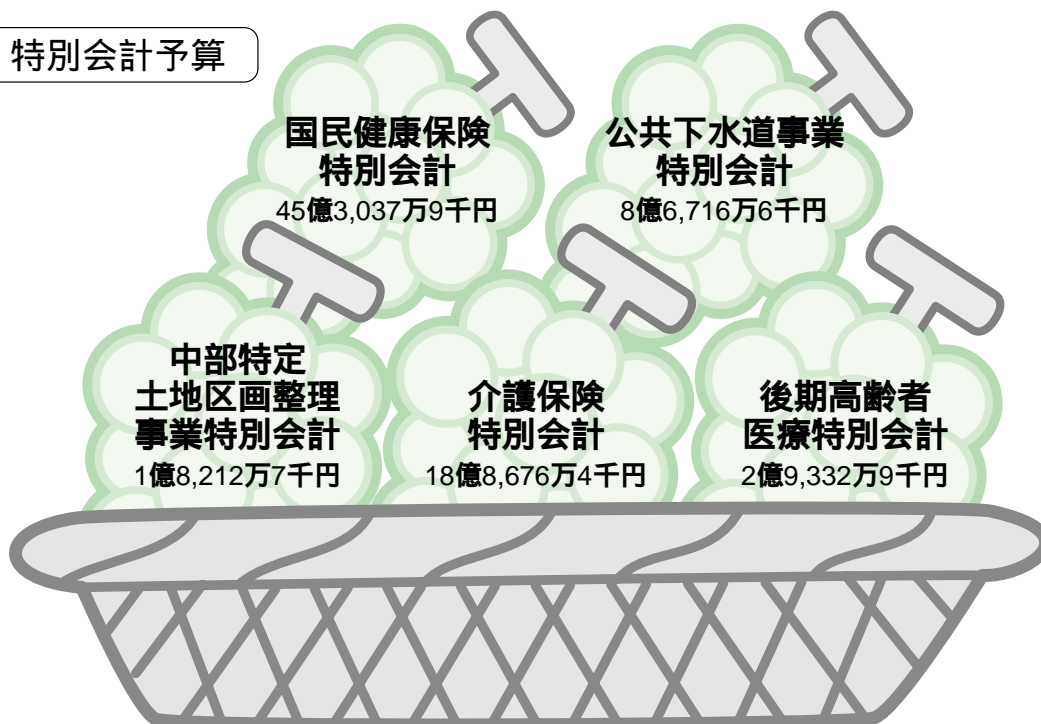 特別会計予算
国民健康保険
特別会計
45億3,037万9千円
公共下水道事業
特別会計
8億6,716万6千円
中部特定
土地区画整理
事業特別会計
1億8,212万7千円
介護保険
特別会計
18億8,676万4千円
後期高齢者
医療特別会計
2億9,332万9千円